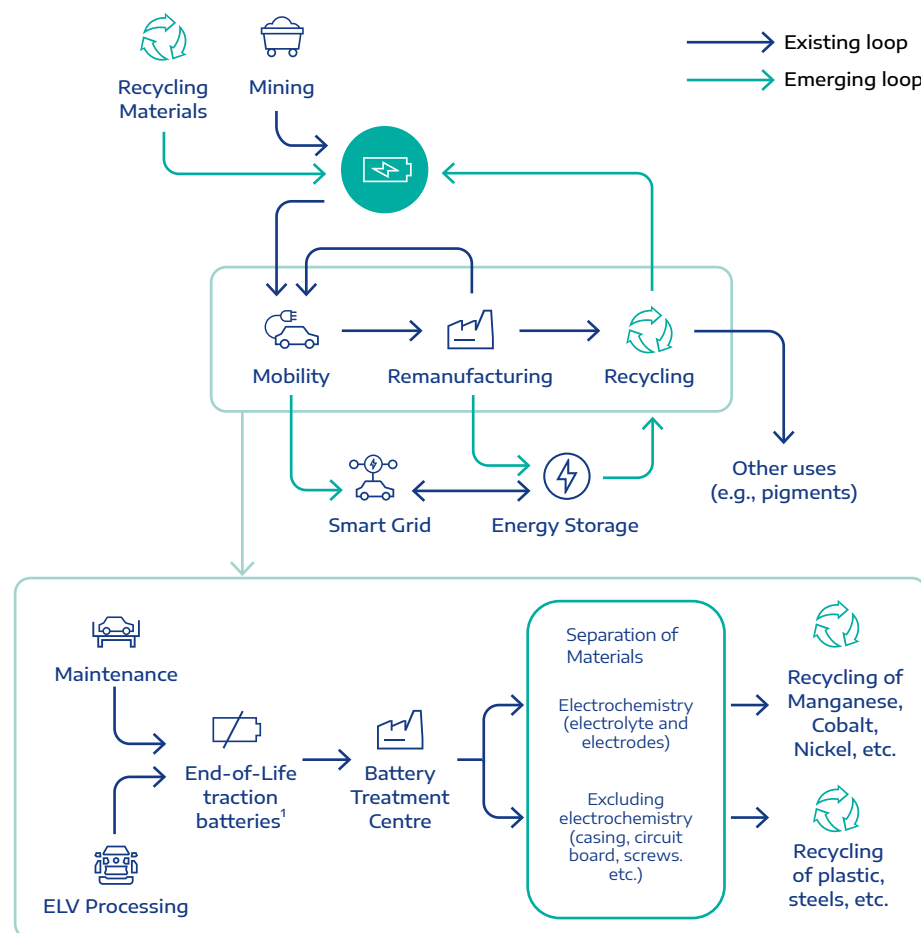 Existing loop
Emerging loop
Recycling
Materials
Mining
Mobility
Remanufacturing
Recycling
Smart Grid
Energy Storage
Other uses
(e.g., pigments)
Maintenance
ELV Processing
End-of-Life
traction
batteries¹
Battery
Treatment
Centre
Separation of
Materials
Electrochemistry
(electrolyte and
electrodes)
Excluding
electrochemistry
(casing, circuit
board, screws.
etc.)
Recycling of
Manganese,
Cobalt,
Nickel, etc.
Recycling
of plastic,
steels, etc.